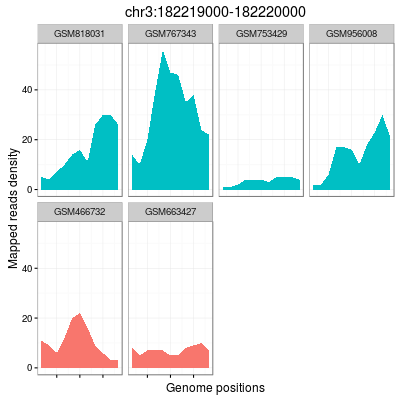 chr3:182219000-182220000
GSM818031 GSM767343 GSM753429 GSM956008
40
20
0
GSM466732 GSM663427
40
20
0
Mapped reads density
Genome positions